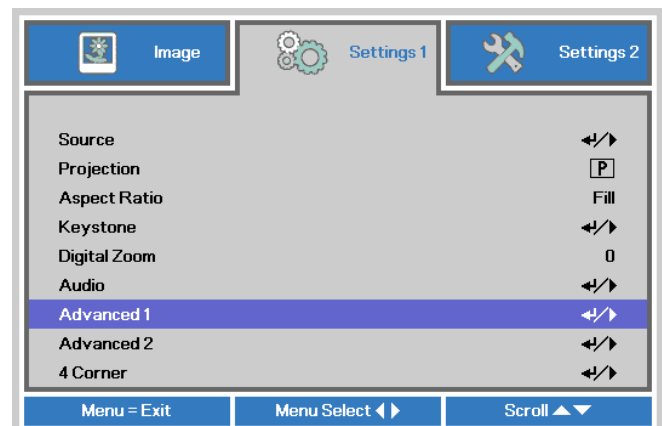 Image Settings 1 Settings 2
Source ↵/▶
Projection P
Aspect Ratio Fill
Keystone ↵/▶
Digital Zoom 0
Audio ↵/▶
Advanced 1 ↵/▶
Advanced 2 ↵/▶
4 Corner ↵/▶
Menu = Exit Menu Select ◀ ▶ Scroll ▲ ▼